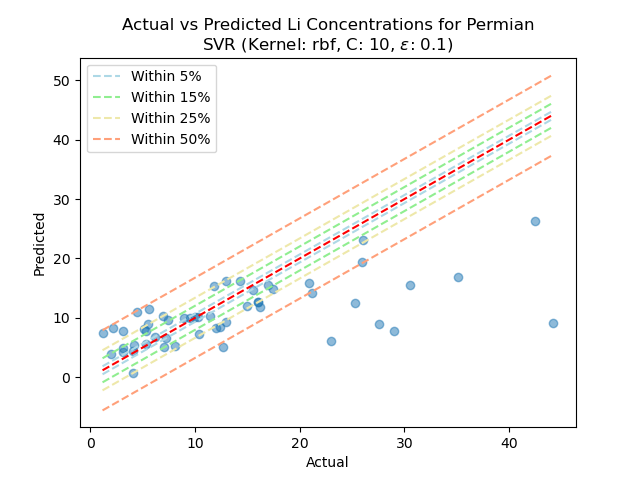 Actual vs Predicted Li Concentrations for Permian
SVR (Kernel: rbf, C: 10, ε: 0.1)
Within 5%
Within 15%
Within 25%
Within 50%
Predicted
50
40
30
20
10
0
0 10 20 30 40
Actual